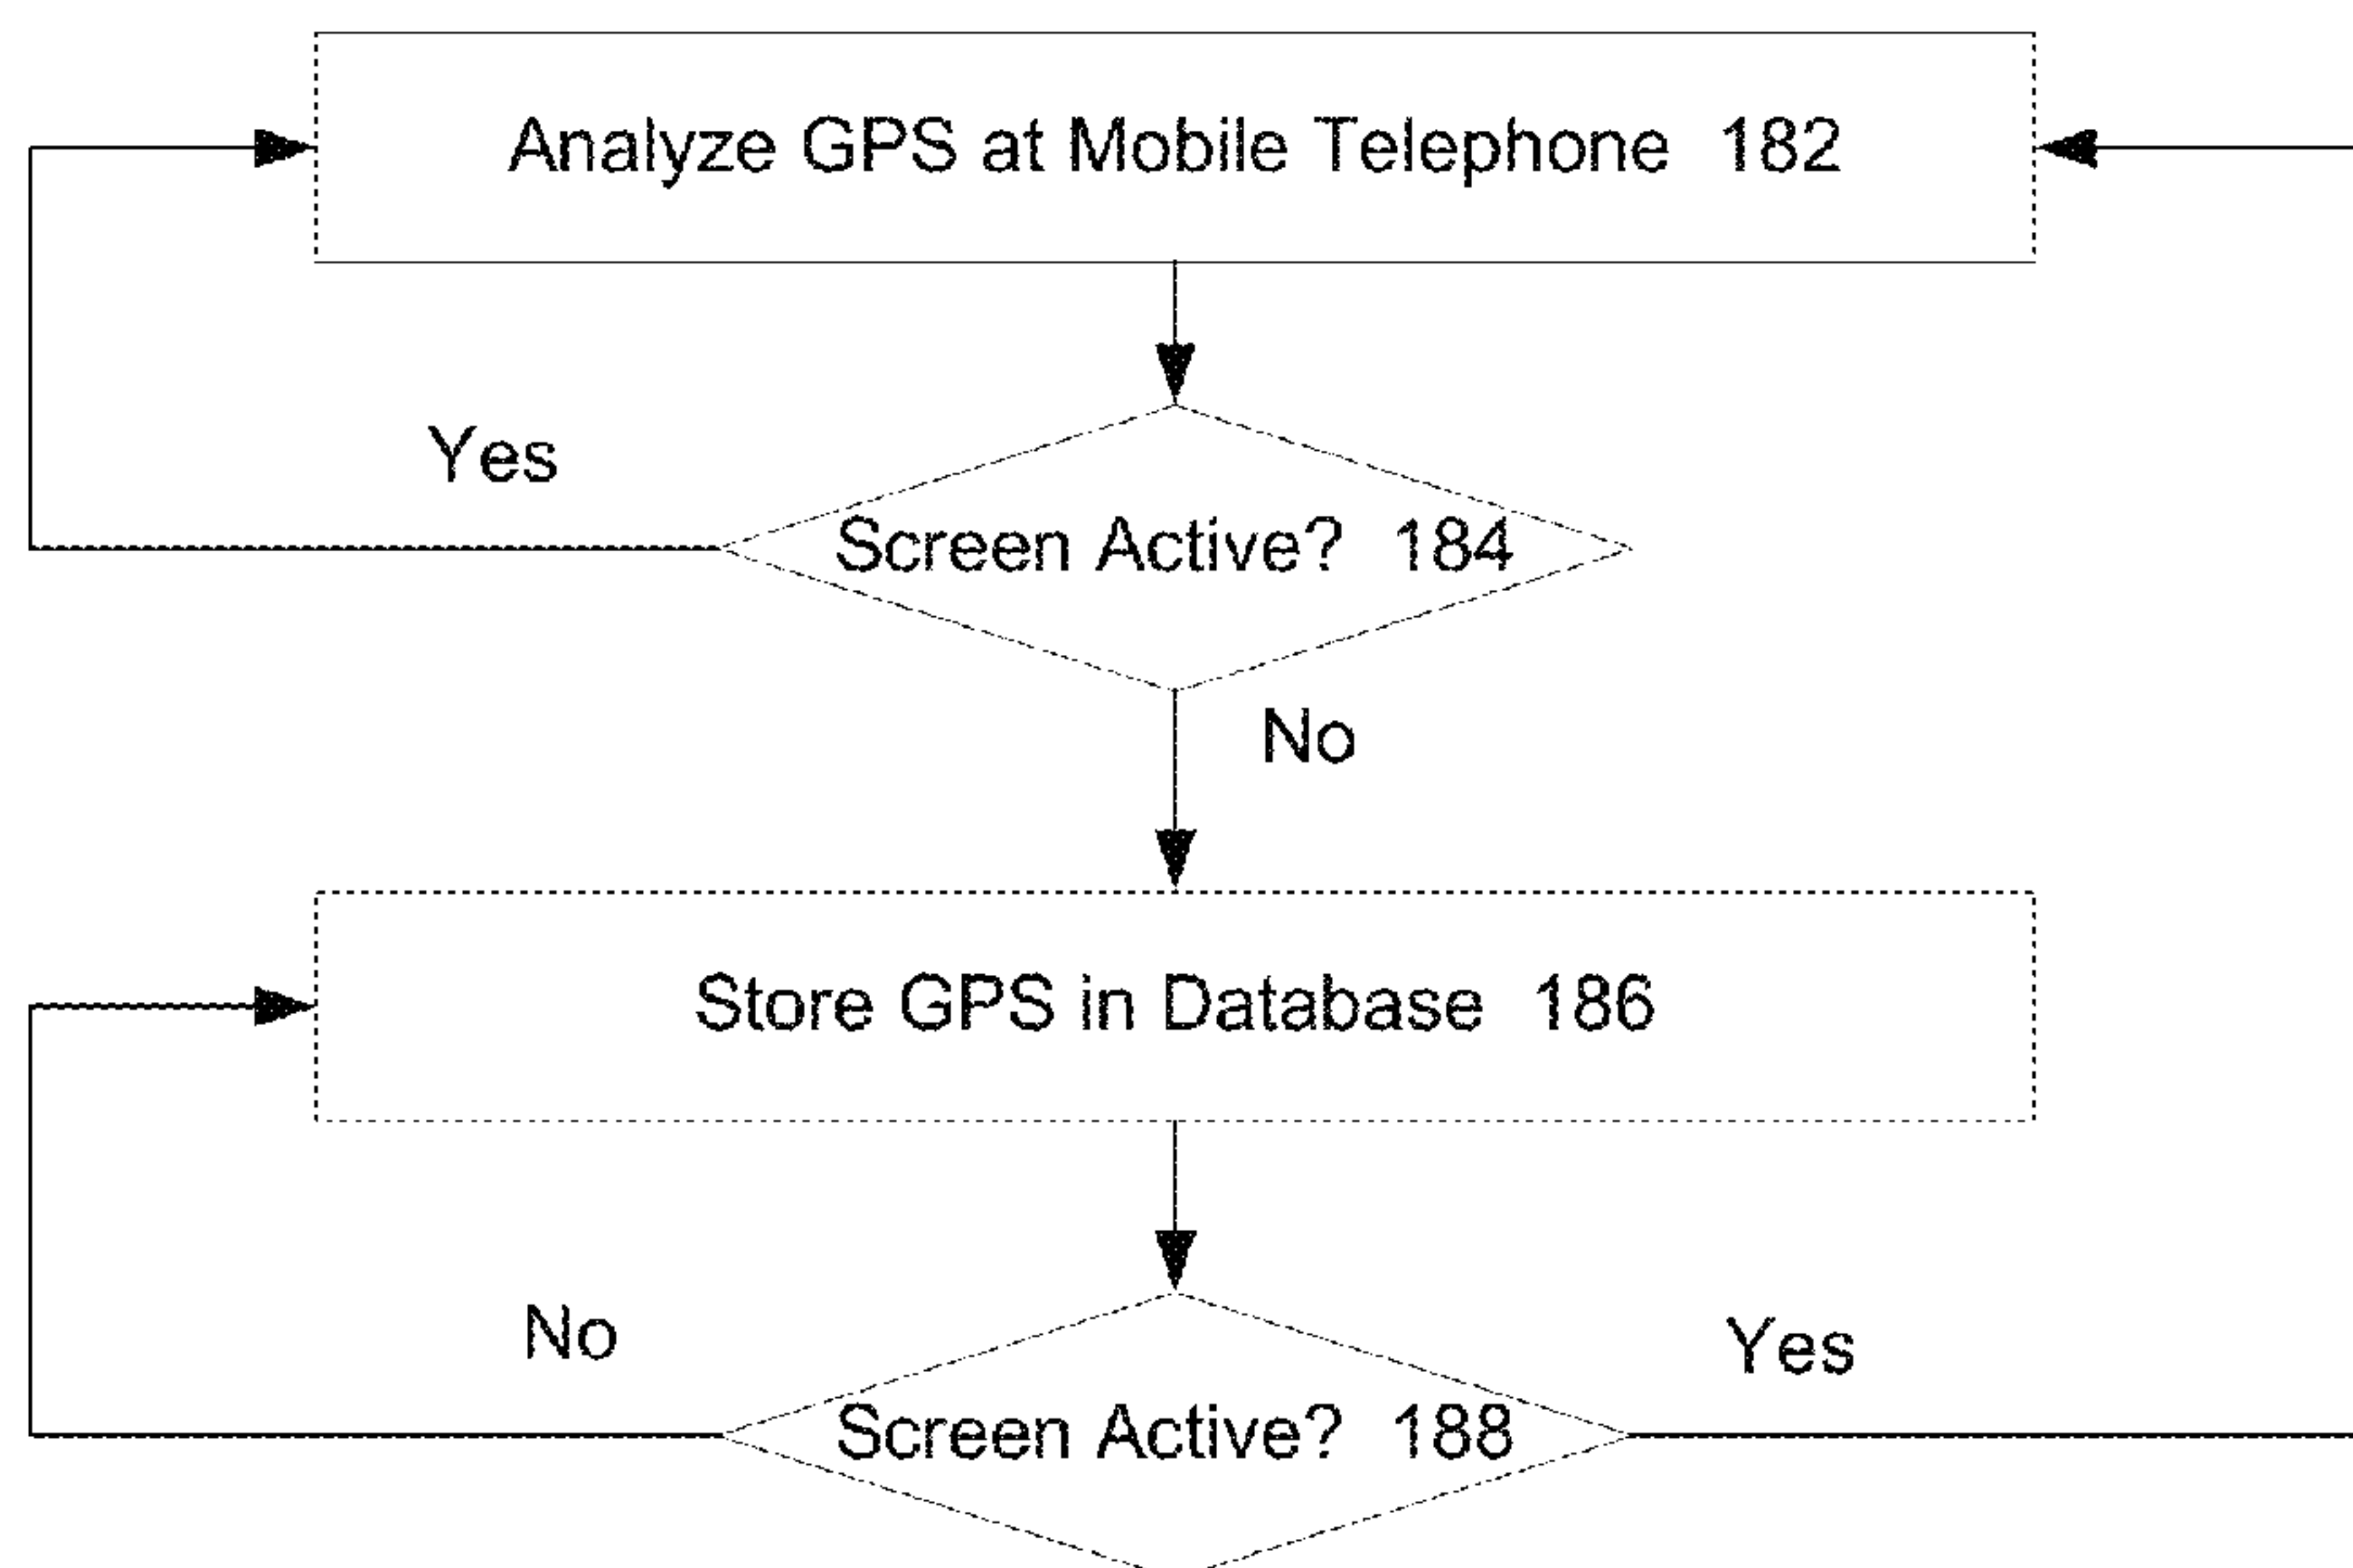 Analyze GPS at Mobile Telephone 182
Yes
Screen Active? 184
No
Store GPS in Database 186
No
Yes
Screen Active? 188